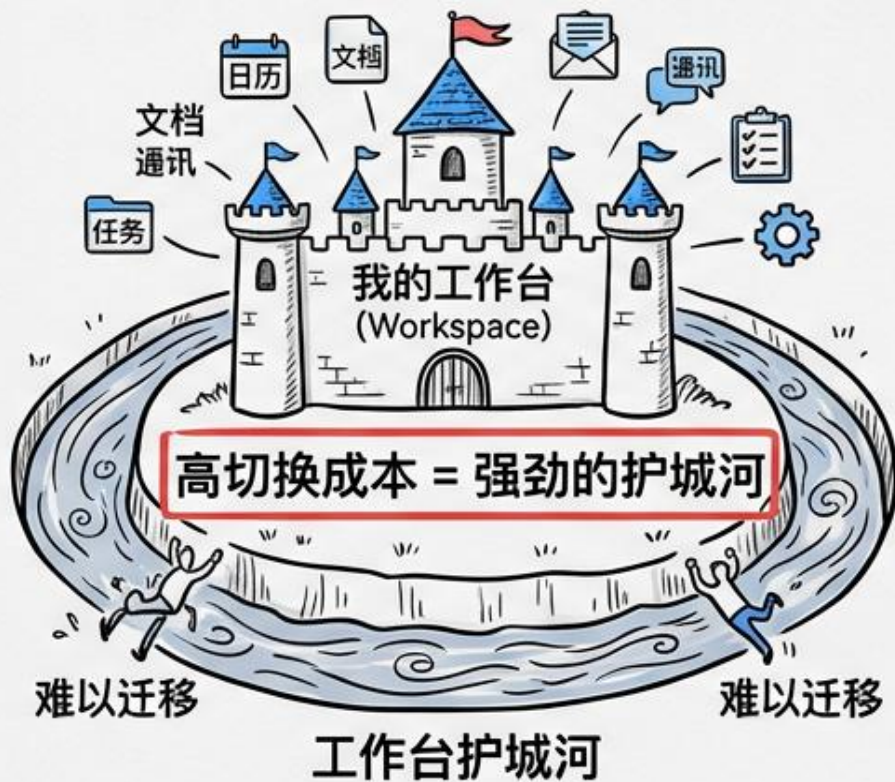 日历
文档
通讯
文档
通讯
任务
我的工作台
(Workspace)
高切换成本 = 强劲的护城河
难以迁移
难以迁移
工作台护城河